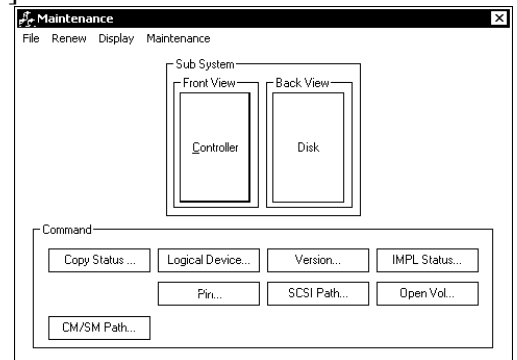 Maintenance
File Renew Display Maintenance
Sub System
Front View Back View
Controller Disk
Command
Copy Status ... Logical Device... Version... IMPL Status...
Pin... SCSI Path... Open Vol...
CM/SM Path...